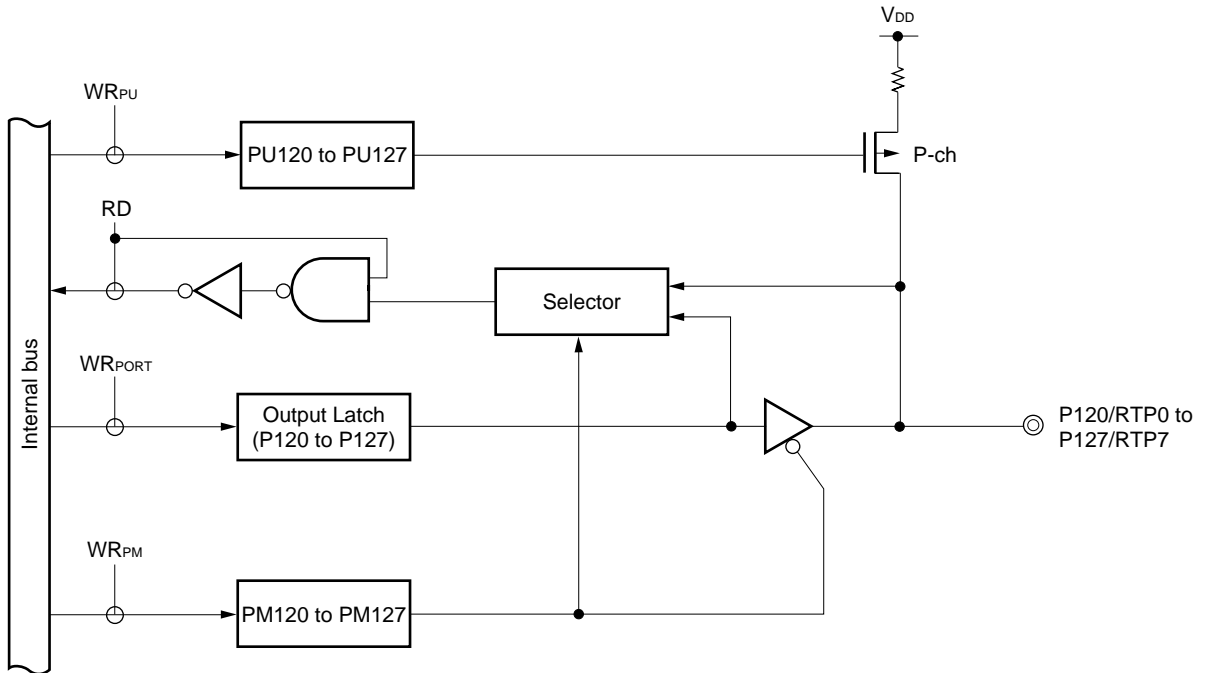 VDD
WRPU
PU120 to PU127
P-ch
RD
Selector
Internal bus
WRPORT
Output Latch
(P120 to P127)
P120/RTP0 to
P127/RTP7
WRPM
PM120 to PM127